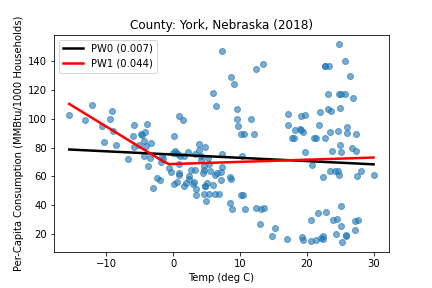 County: York, Nebraska (2018)
PW0 (0.007)
PW1 (0.044)
Per-Capita Consumption (MMBtu/1000 Households)
140
120
100
80
60
40
20
−10 0 10 20 30
Temp (deg C)